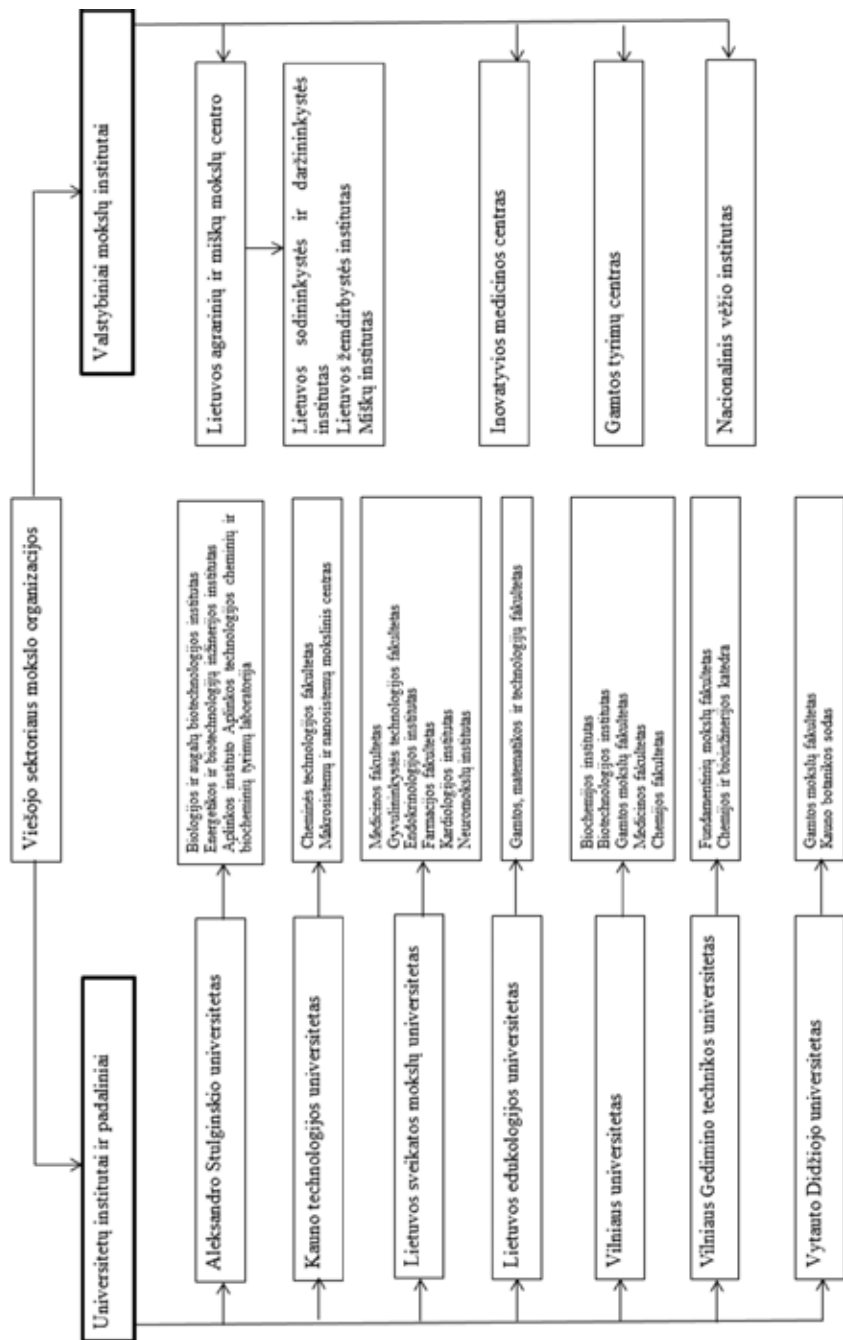 Viešojo sektoriaus mokslo organizacijos
Universitetų institutai ir padaliniai
Aleksandro Stulginskio universitetas
Biologijos ir augalų biotechnologijos institutas
Energetikos ir biotechnologijų inžinerijos institutas
Aplinkos instituto Aplinkos technologijos cheminių ir
biocheminių tyrimų laboratorija
Kauno technologijos universitetas
Cheminės technologijos fakultetas
Makrosistemų ir nanosistemų mokslinis centras
Lietuvos sveikatos mokslų universitetas
Medicinos fakultetas
Gyvulininkystės technologijos fakultetas
Endokrinologijos institutas
Farmacijos fakultetas
Kardiologijos institutas
Neuromokslų institutas
Lietuvos edukologijos universitetas
Gamtos, matematikos ir technologijų fakultetas
Vilniaus universitetas
Biochemijos institutas
Biotechnologijos institutas
Gamtos mokslų fakultetas
Medicinos fakultetas
Chemijos fakultetas
Vilniaus Gedimino technikos universitetas
Fundamentinių mokslų fakultetas
Chemijos ir bioinžinerijos katedra
Vytauto Didžiojo universitetas
Gamtos mokslų fakultetas
Kauno botanikos sodas
Valstybiniai mokslų institutai
Lietuvos agrarinių ir miškų mokslų centro
Lietuvos sodininkystės ir daržininkystės
institutas
Lietuvos žemdirbystės institutas
Miškų institutas
Inovatyvios medicinos centras
Gamtos tyrimų centras
Nacionalinis vėžio institutas